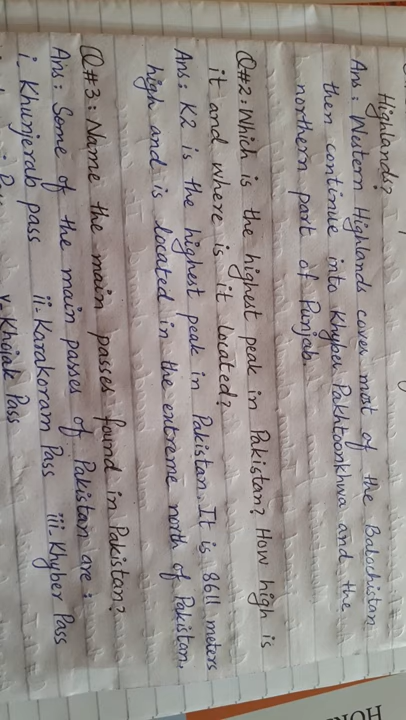 Highlands?
Ans: Western Highlands cover most of the Balochistan
then continue into Khyber Pakhtoonkhwa and the
northern part of Punjab.
Q#2: Which is the highest peak in Pakistan? How high is
it and where is it located?
Ans: K2 is the highest peak in Pakistan. It is 8611 meters
high and is located in the extreme north of Pakistan.
Q#3: Name the main passes found in Pakistan?
Ans: Some of the main passes of Pakistan are:
i. Khunjerab pass ii. Karakoram Pass iii. Khyber Pass
v. Khojak Pass